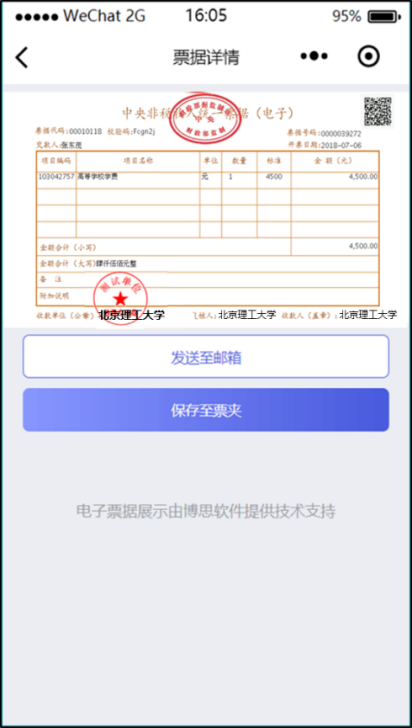 WeChat 2G 16:05 95%
票据详情
中央非税收入统一票据（电子）
票据代码:00010118 校验码:Fcgn2j 票据号码:0000039272
交款人:张东茂 开票日期:2018-07-06
项目编码 项目名称 单位 数量 标准 金 额（元）
103042757 高等学校学费 元 1 4500 4,500.00
金额合计（小写） 4,500.00
金额合计（大写）肆仟伍佰元整
备 注
附加说明
测试单位
收款单位（公章）北京理工大学 北京理工大学 收款人（盖章）:北京理工大学
发送至邮箱
保存至票夹
电子票据展示由博思软件提供技术支持